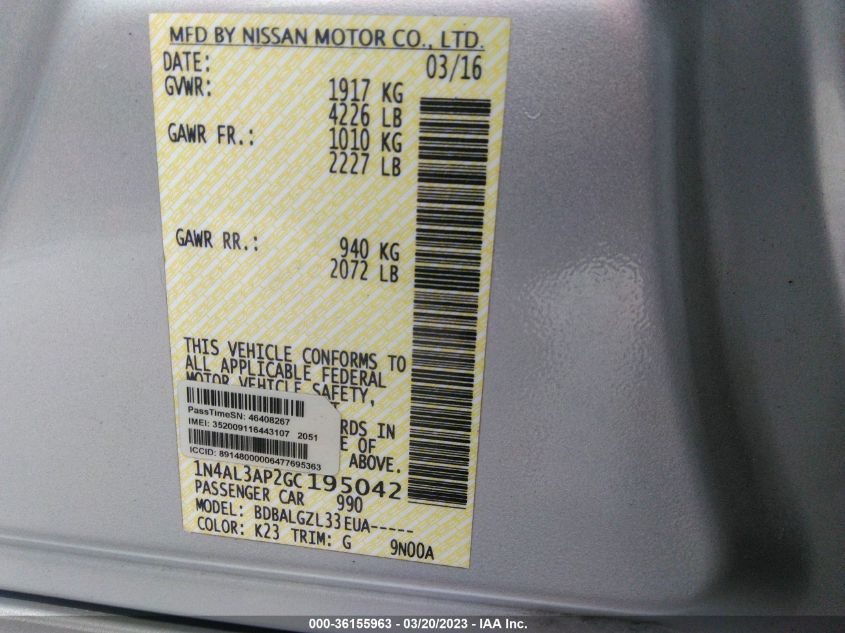 MFD BY NISSAN MOTOR CO., LTD.
DATE: 03/16
GVWR: 1917 KG
4226 LB
GAWR FR.: 1010 KG
2227 LB
GAWR RR.: 940 KG
2072 LB
THIS VEHICLE CONFORMS TO
ALL APPLICABLE FEDERAL
MOTOR VEHICLE SAFETY,
RDS IN
E OF
ABOVE.
PassTimeSN: 46408267
IMEI: 352009116443107 2051
ICCID: 89148000006477695363
1N4AL3AP2GC195042
PASSENGER CAR 990
MODEL: BDBALGZL33EUA-----
COLOR: K23 TRIM: G 9N00A
000-36155963 - 03/20/2023 - IAA Inc.